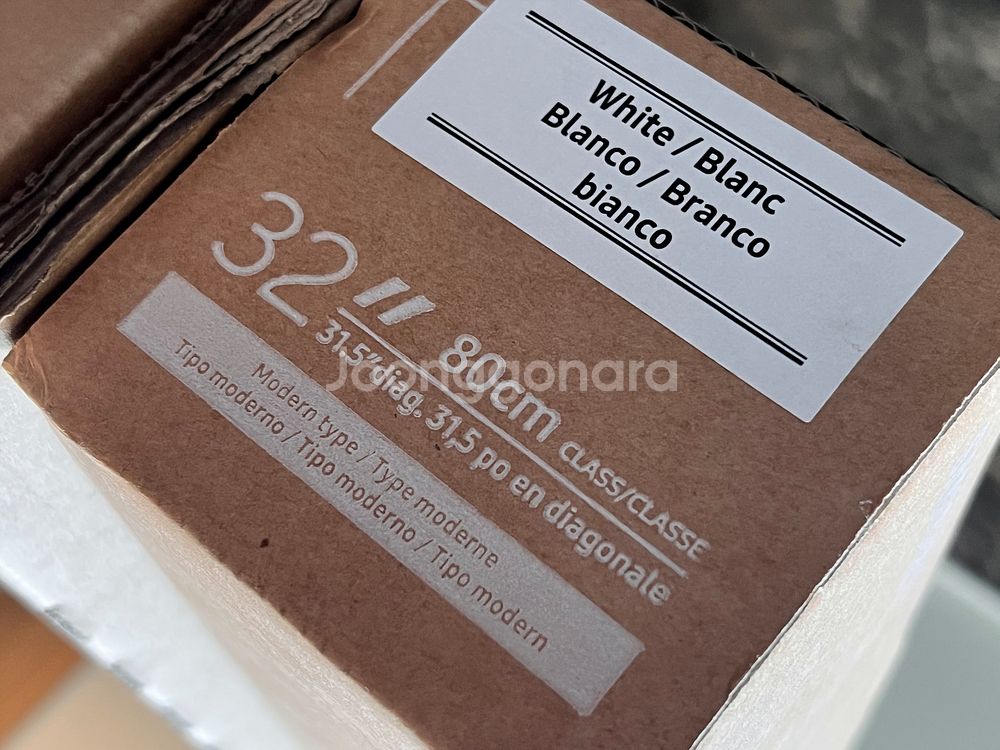 White / Blanc
Blanco / Branco
bianco
32" 80cm CLASS/CLASSE
31.5"diag. 31,5 po en diagonale
Modern type / Type moderne
Tipo moderno / Tipo moderno / Tipo modern
Joongonara